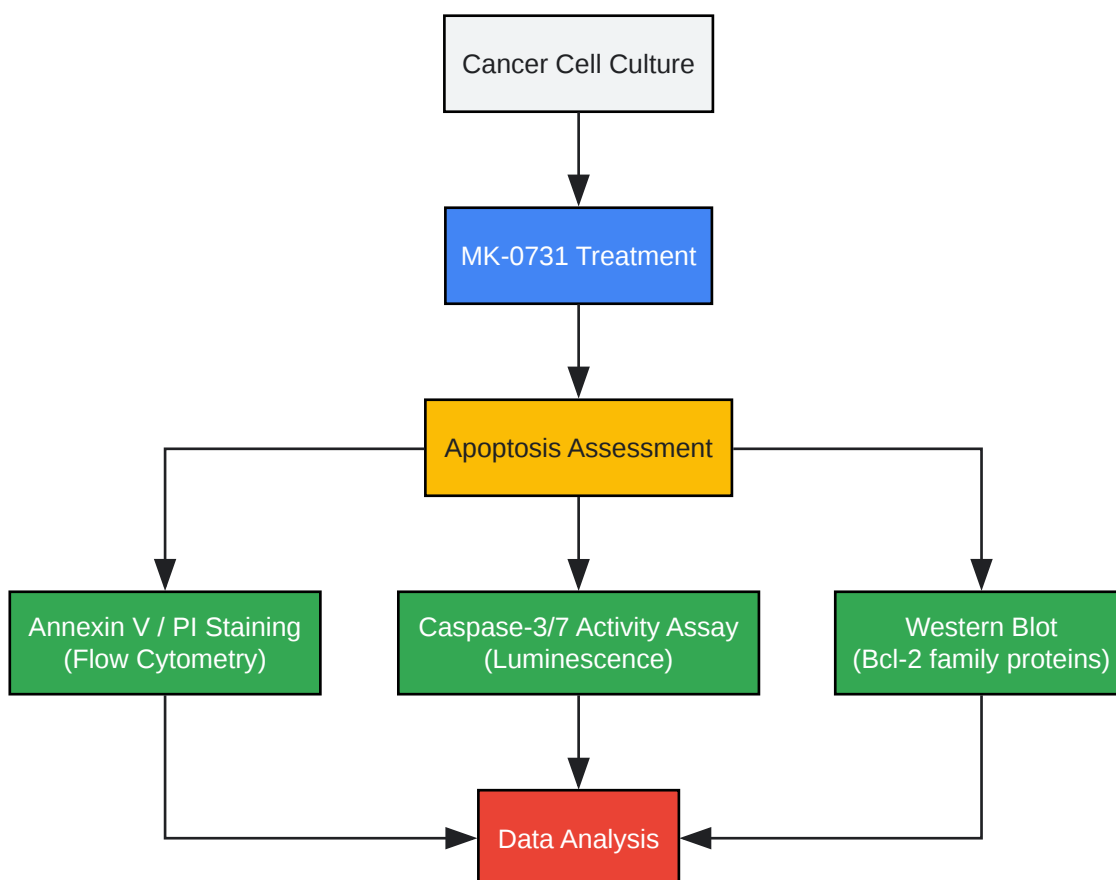 Cancer Cell Culture
MK-0731 Treatment
Apoptosis Assessment
Annexin V / PI Staining
(Flow Cytometry)
Caspase-3/7 Activity Assay
(Luminescence)
Western Blot
(Bcl-2 family proteins)
Data Analysis